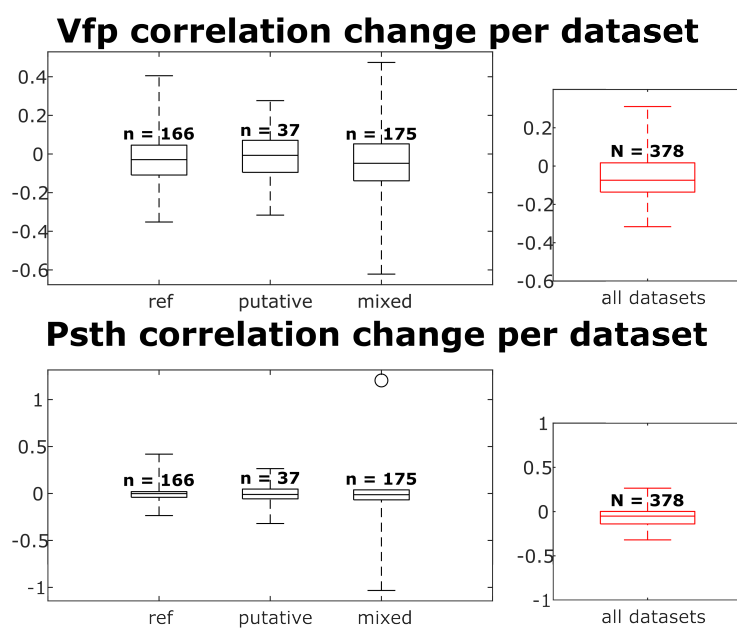 Vfp correlation change per dataset
0.4
0.2
0
-0.2
-0.4
-0.6
n = 166
n = 37
n = 175
ref
putative
mixed
0.2
0
-0.2
-0.4
-0.6
N = 378
all datasets
Psth correlation change per dataset
1
0.5
0
-0.5
-1
n = 166
n = 37
n = 175
ref
putative
mixed
1
0.5
0
-0.5
-1
N = 378
all datasets